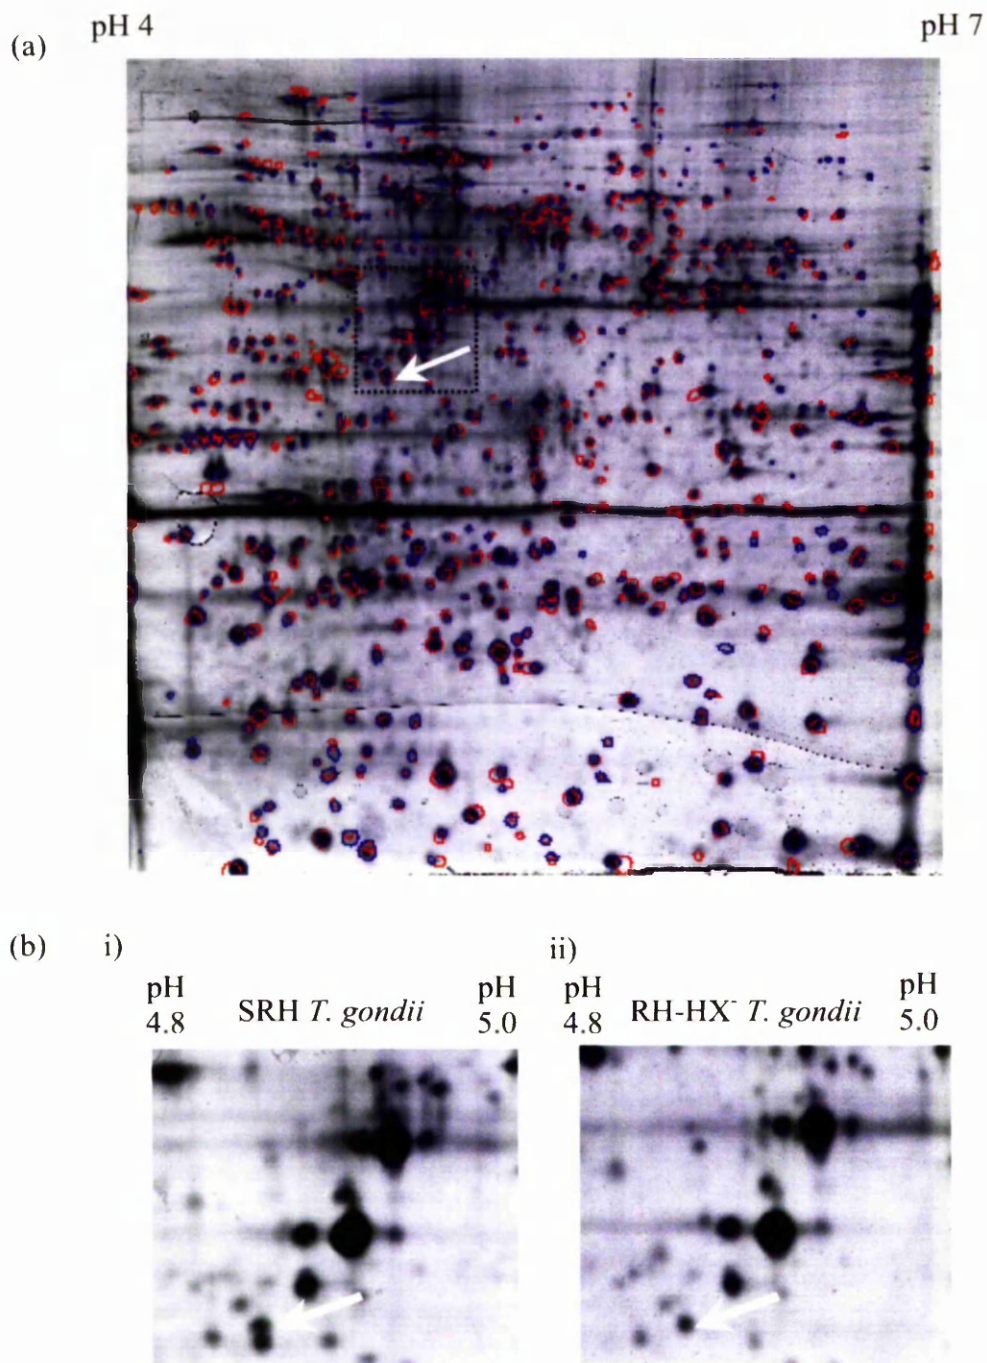 (a)
pH 4
pH 7
(b)
i)
ii)
pH
4.8
SRH T. gondii
pH
5.0
pH
4.8
RH-HX⁻ T. gondii
pH
5.0